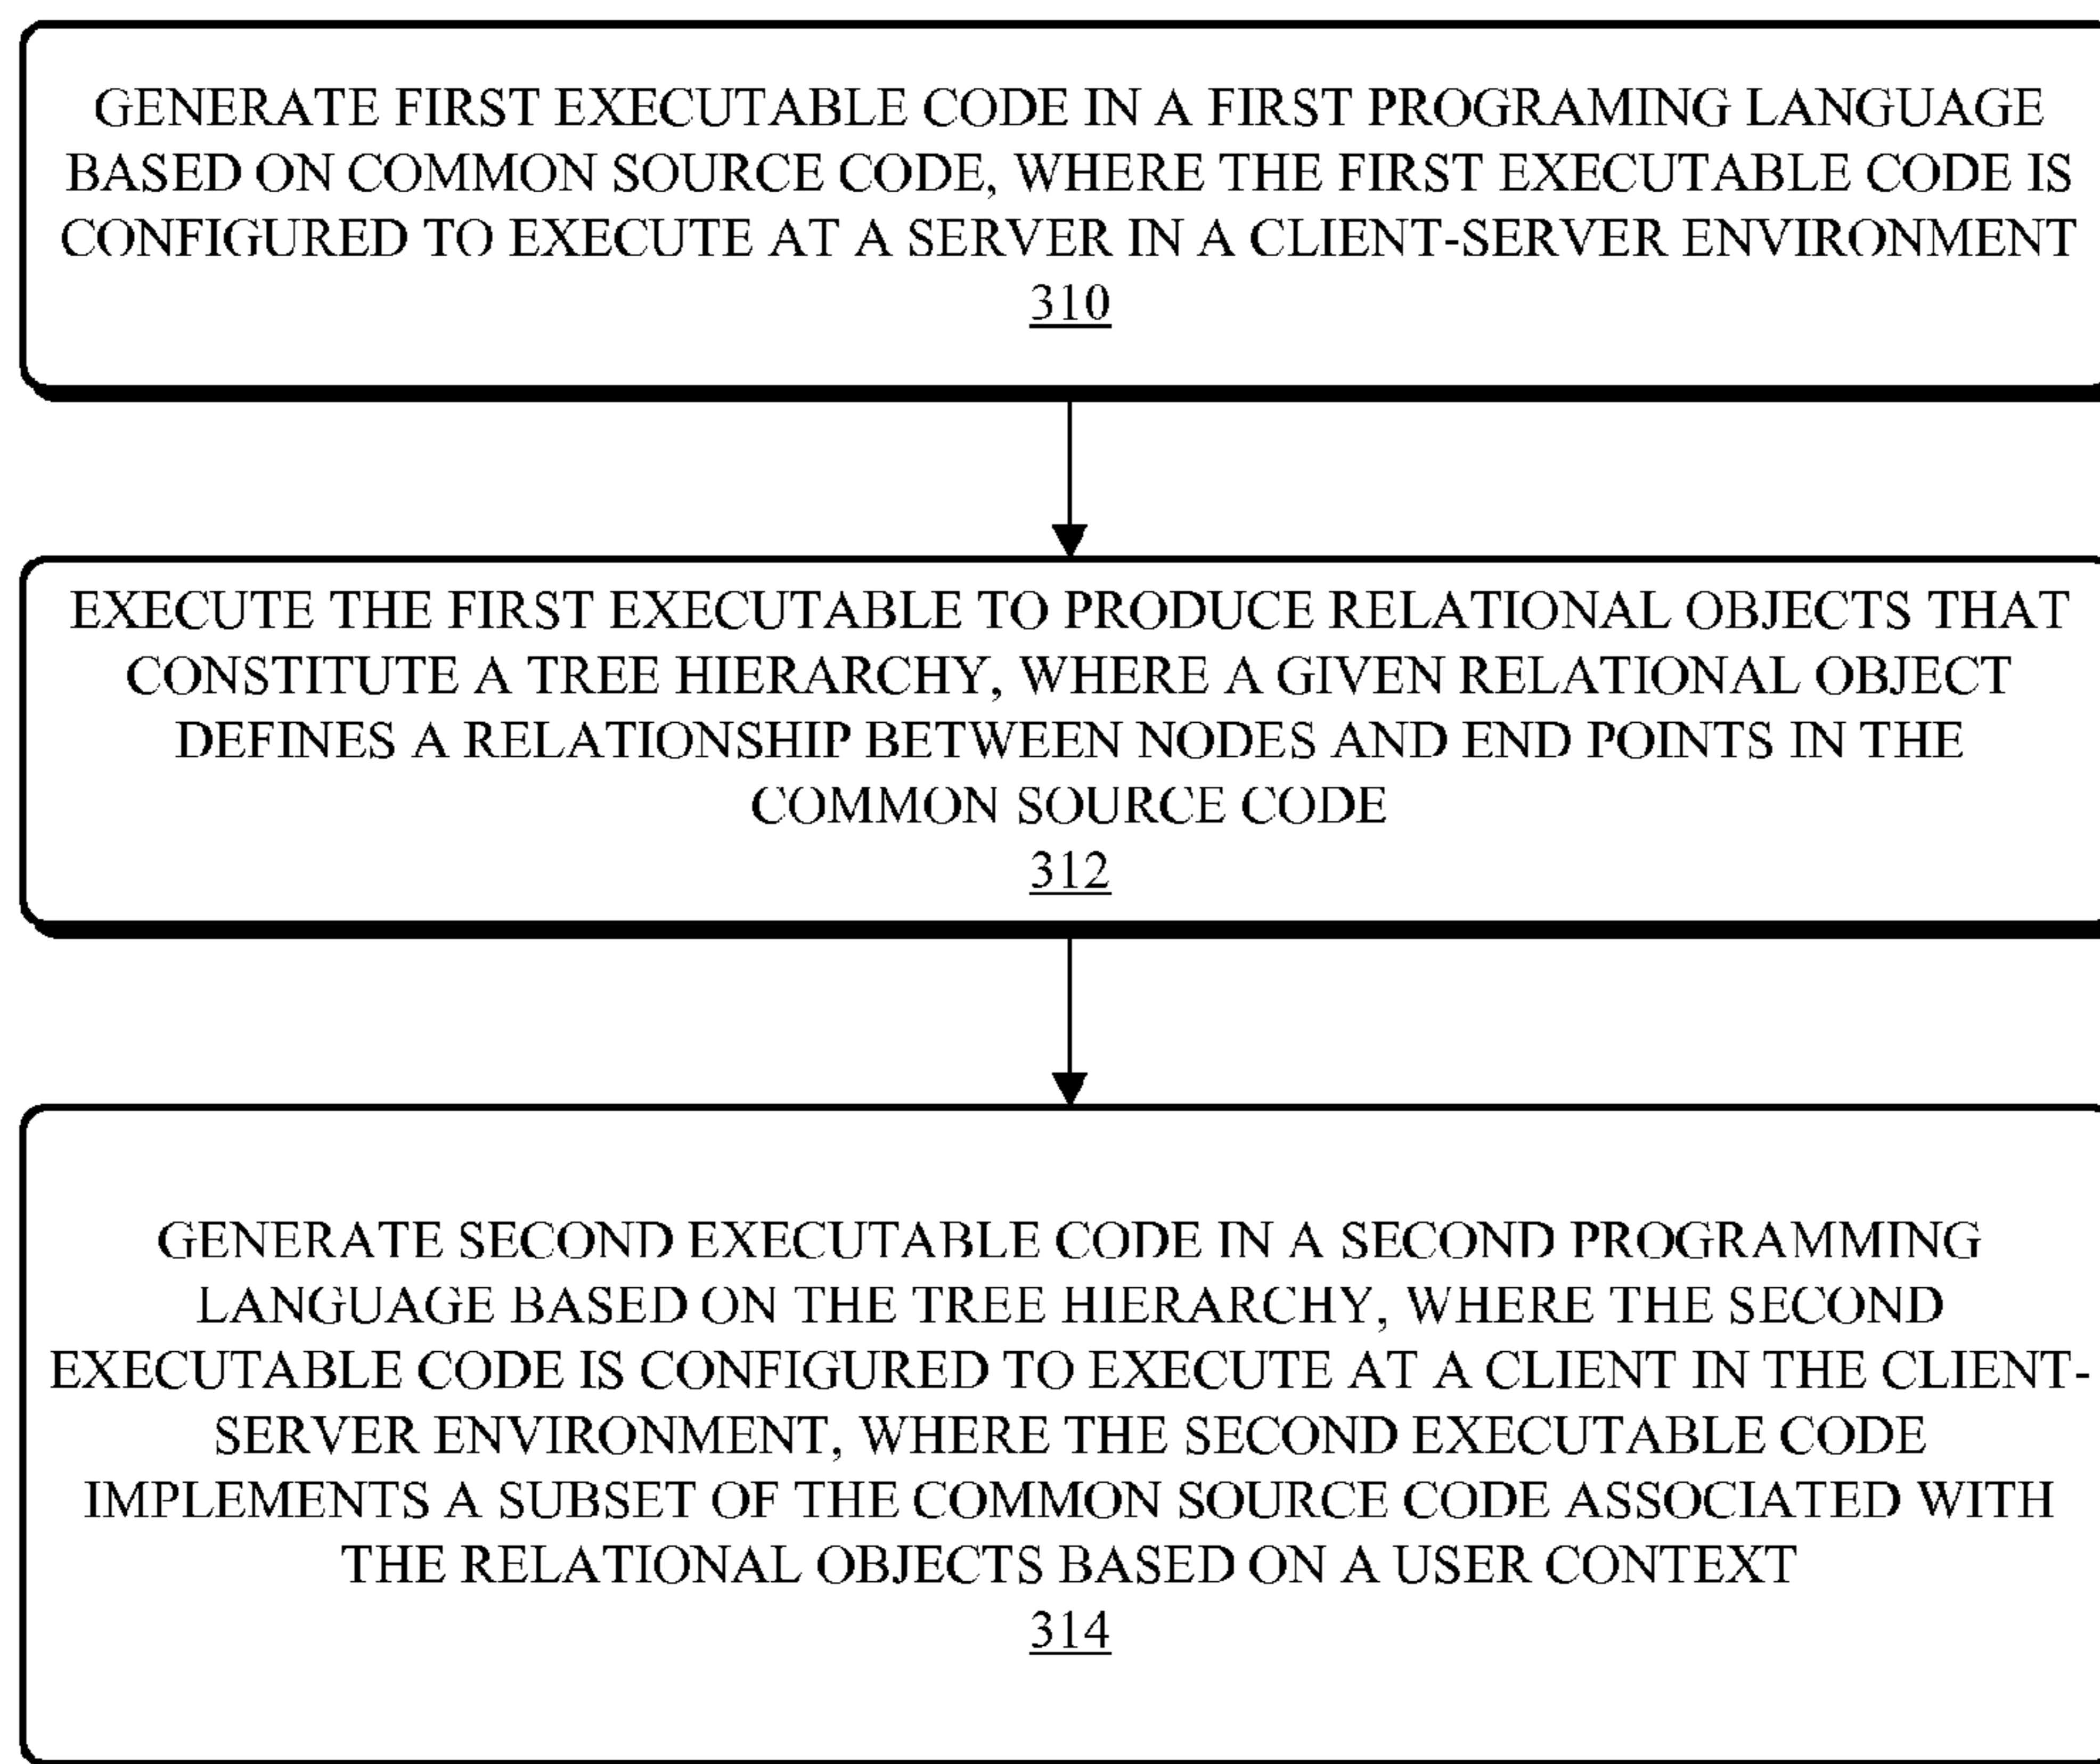 GENERATE FIRST EXECUTABLE CODE IN A FIRST PROGRAMING LANGUAGE
BASED ON COMMON SOURCE CODE, WHERE THE FIRST EXECUTABLE CODE IS
CONFIGURED TO EXECUTE AT A SERVER IN A CLIENT-SERVER ENVIRONMENT
310
EXECUTE THE FIRST EXECUTABLE TO PRODUCE RELATIONAL OBJECTS THAT
CONSTITUTE A TREE HIERARCHY, WHERE A GIVEN RELATIONAL OBJECT
DEFINES A RELATIONSHIP BETWEEN NODES AND END POINTS IN THE
COMMON SOURCE CODE
312
GENERATE SECOND EXECUTABLE CODE IN A SECOND PROGRAMMING
LANGUAGE BASED ON THE TREE HIERARCHY, WHERE THE SECOND
EXECUTABLE CODE IS CONFIGURED TO EXECUTE AT A CLIENT IN THE CLIENT-
SERVER ENVIRONMENT, WHERE THE SECOND EXECUTABLE CODE
IMPLEMENTS A SUBSET OF THE COMMON SOURCE CODE ASSOCIATED WITH
THE RELATIONAL OBJECTS BASED ON A USER CONTEXT
314